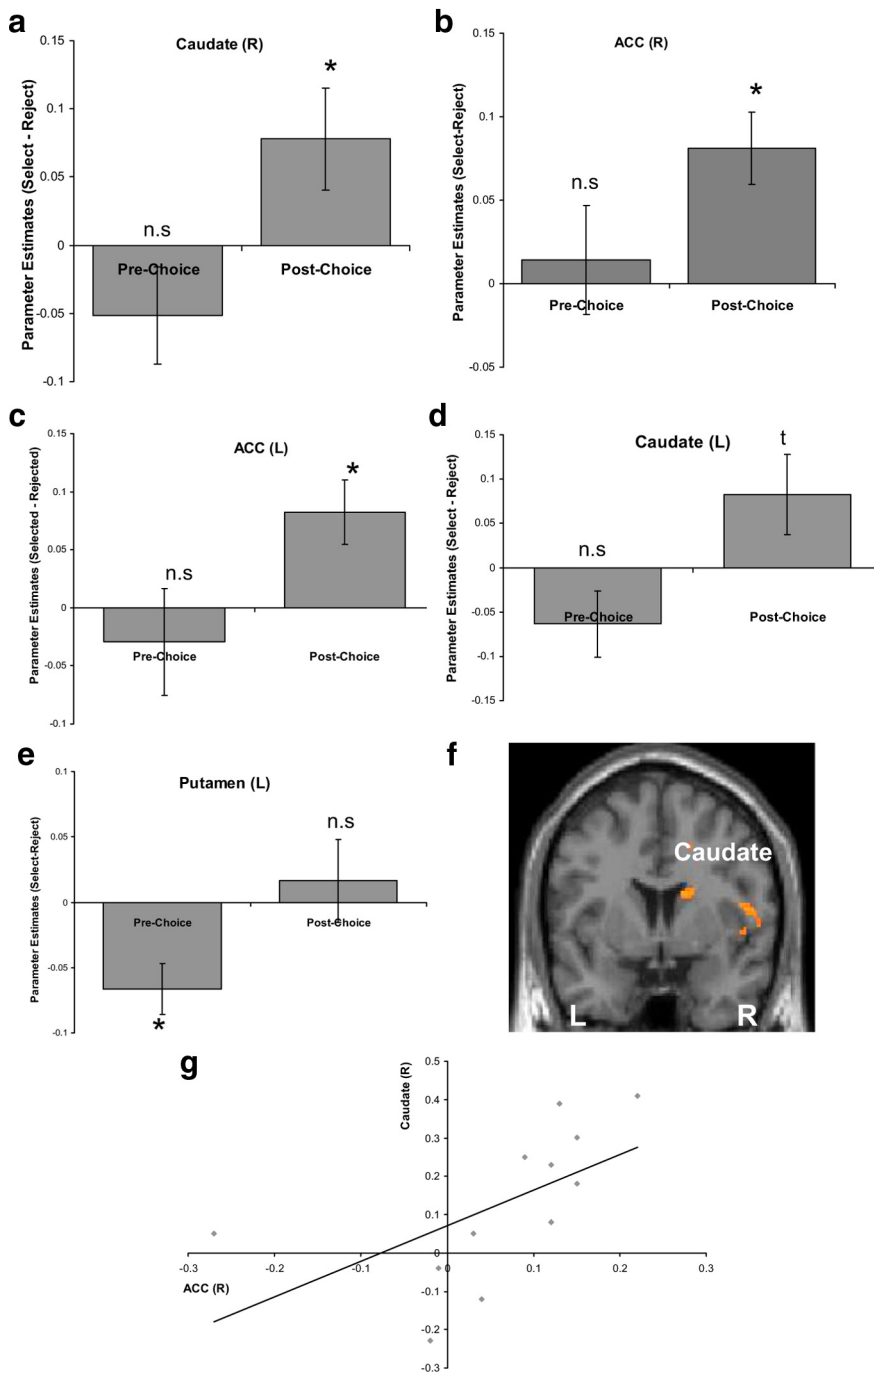 a
Caudate (R)
Parameter Estimates (Select - Reject)
0.15
0.1
0.05
0
-0.05
-0.1
n.s
*
Pre-Choice
Post-Choice
b
ACC (R)
Parameter Estimates (Select-Reject)
0.15
0.1
0.05
0
-0.05
n.s
*
Pre-Choice
Post-Choice
c
ACC (L)
Parameter Estimates (Selected - Rejected)
0.15
0.1
0.05
0
-0.05
-0.1
n.s
*
Pre-Choice
Post-Choice
d
Caudate (L)
Parameter Estimates (Select - Reject)
0.15
0.1
0.05
0
-0.05
-0.1
-0.15
n.s
t
Pre-Choice
Post-Choice
e
Putamen (L)
Parameter Estimates (Select-Reject)
0.1
0.05
0
-0.05
-0.1
n.s
*
Pre-Choice
Post-Choice
f
Caudate
L
R
g
Caudate (R)
0.5
0.4
0.3
0.2
0.1
0
-0.1
-0.2
-0.3
-0.3
-0.2
-0.1
0
0.1
0.2
0.3
ACC (R)